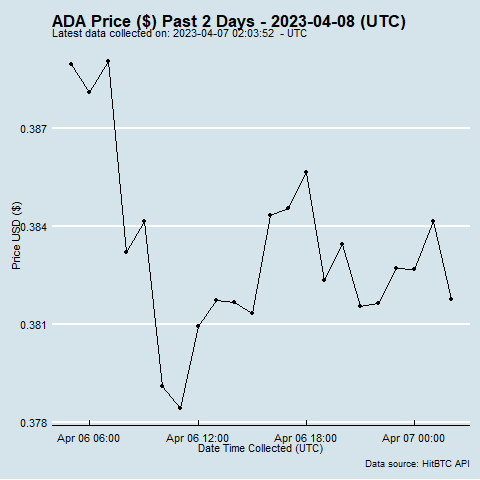 ADA Price ($) Past 2 Days - 2023-04-08 (UTC)
Latest data collected on: 2023-04-07 02:03:52  - UTC
0.387
0.384
0.381
0.378
Price USD ($)
Apr 06 06:00
Apr 06 12:00
Apr 06 18:00
Apr 07 00:00
Date Time Collected (UTC)
Data source: HitBTC API